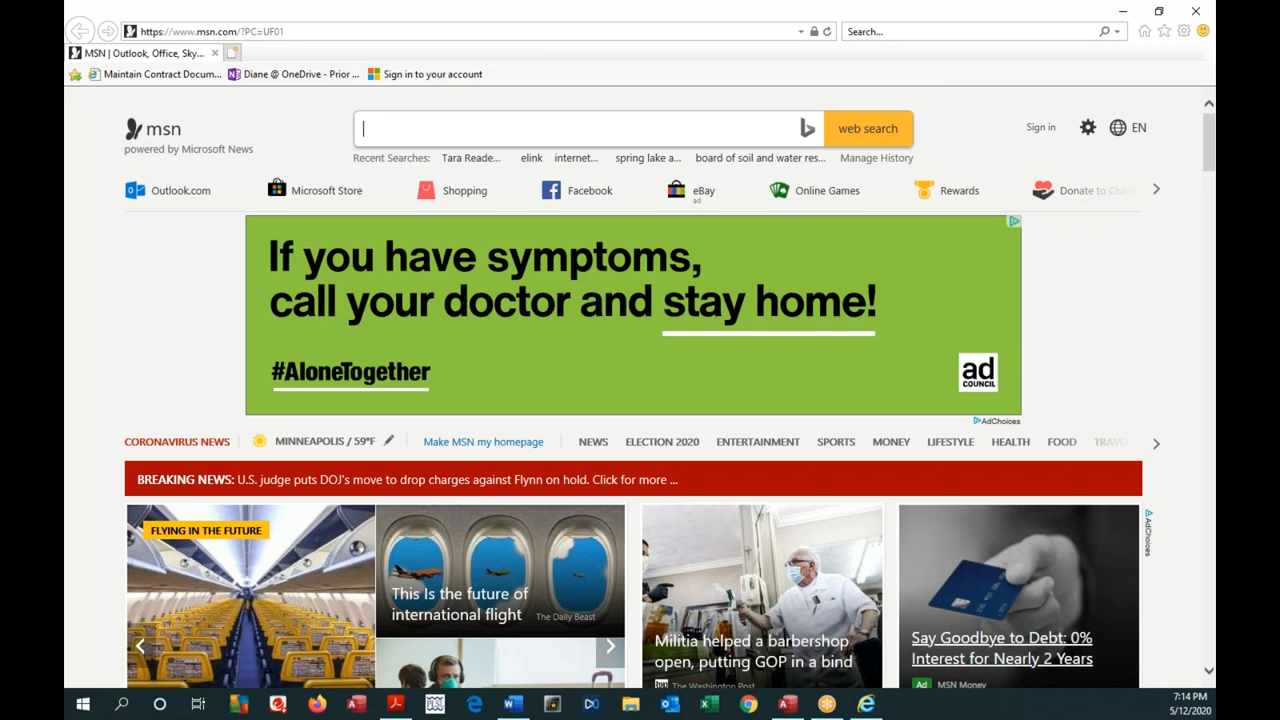 https://www.msn.com/?PC=UF01
Search...
MSN | Outlook, Office, Sky...
Maintain Contract Docum...
Diane @ OneDrive - Prior ...
Sign in to your account
msn
powered by Microsoft News
web search
Sign in
EN
Recent Searches:
Tara Reade...
elink
internet...
spring lake a...
board of soil and water res...
Manage History
Outlook.com
Microsoft Store
Shopping
Facebook
eBay
ad
Online Games
Rewards
Donate to
If you have symptoms,
call your doctor and stay home!
#AloneTogether
ad
COUNCIL
AdChoices
CORONAVIRUS NEWS
MINNEAPOLIS / 59°F
Make MSN my homepage
NEWS
ELECTION 2020
ENTERTAINMENT
SPORTS
MONEY
LIFESTYLE
HEALTH
FOOD
BREAKING NEWS: U.S. judge puts DOJ's move to drop charges against Flynn on hold. Click for more ...
FLYING IN THE FUTURE
This Is the future of
international flight
The Daily Beast
Militia helped a barbershop
open, putting GOP in a bind
The Washington Post
Say Goodbye to Debt: 0%
Interest for Nearly 2 Years
Ad MSN Money
AdChoices
7:14 PM
5/12/2020